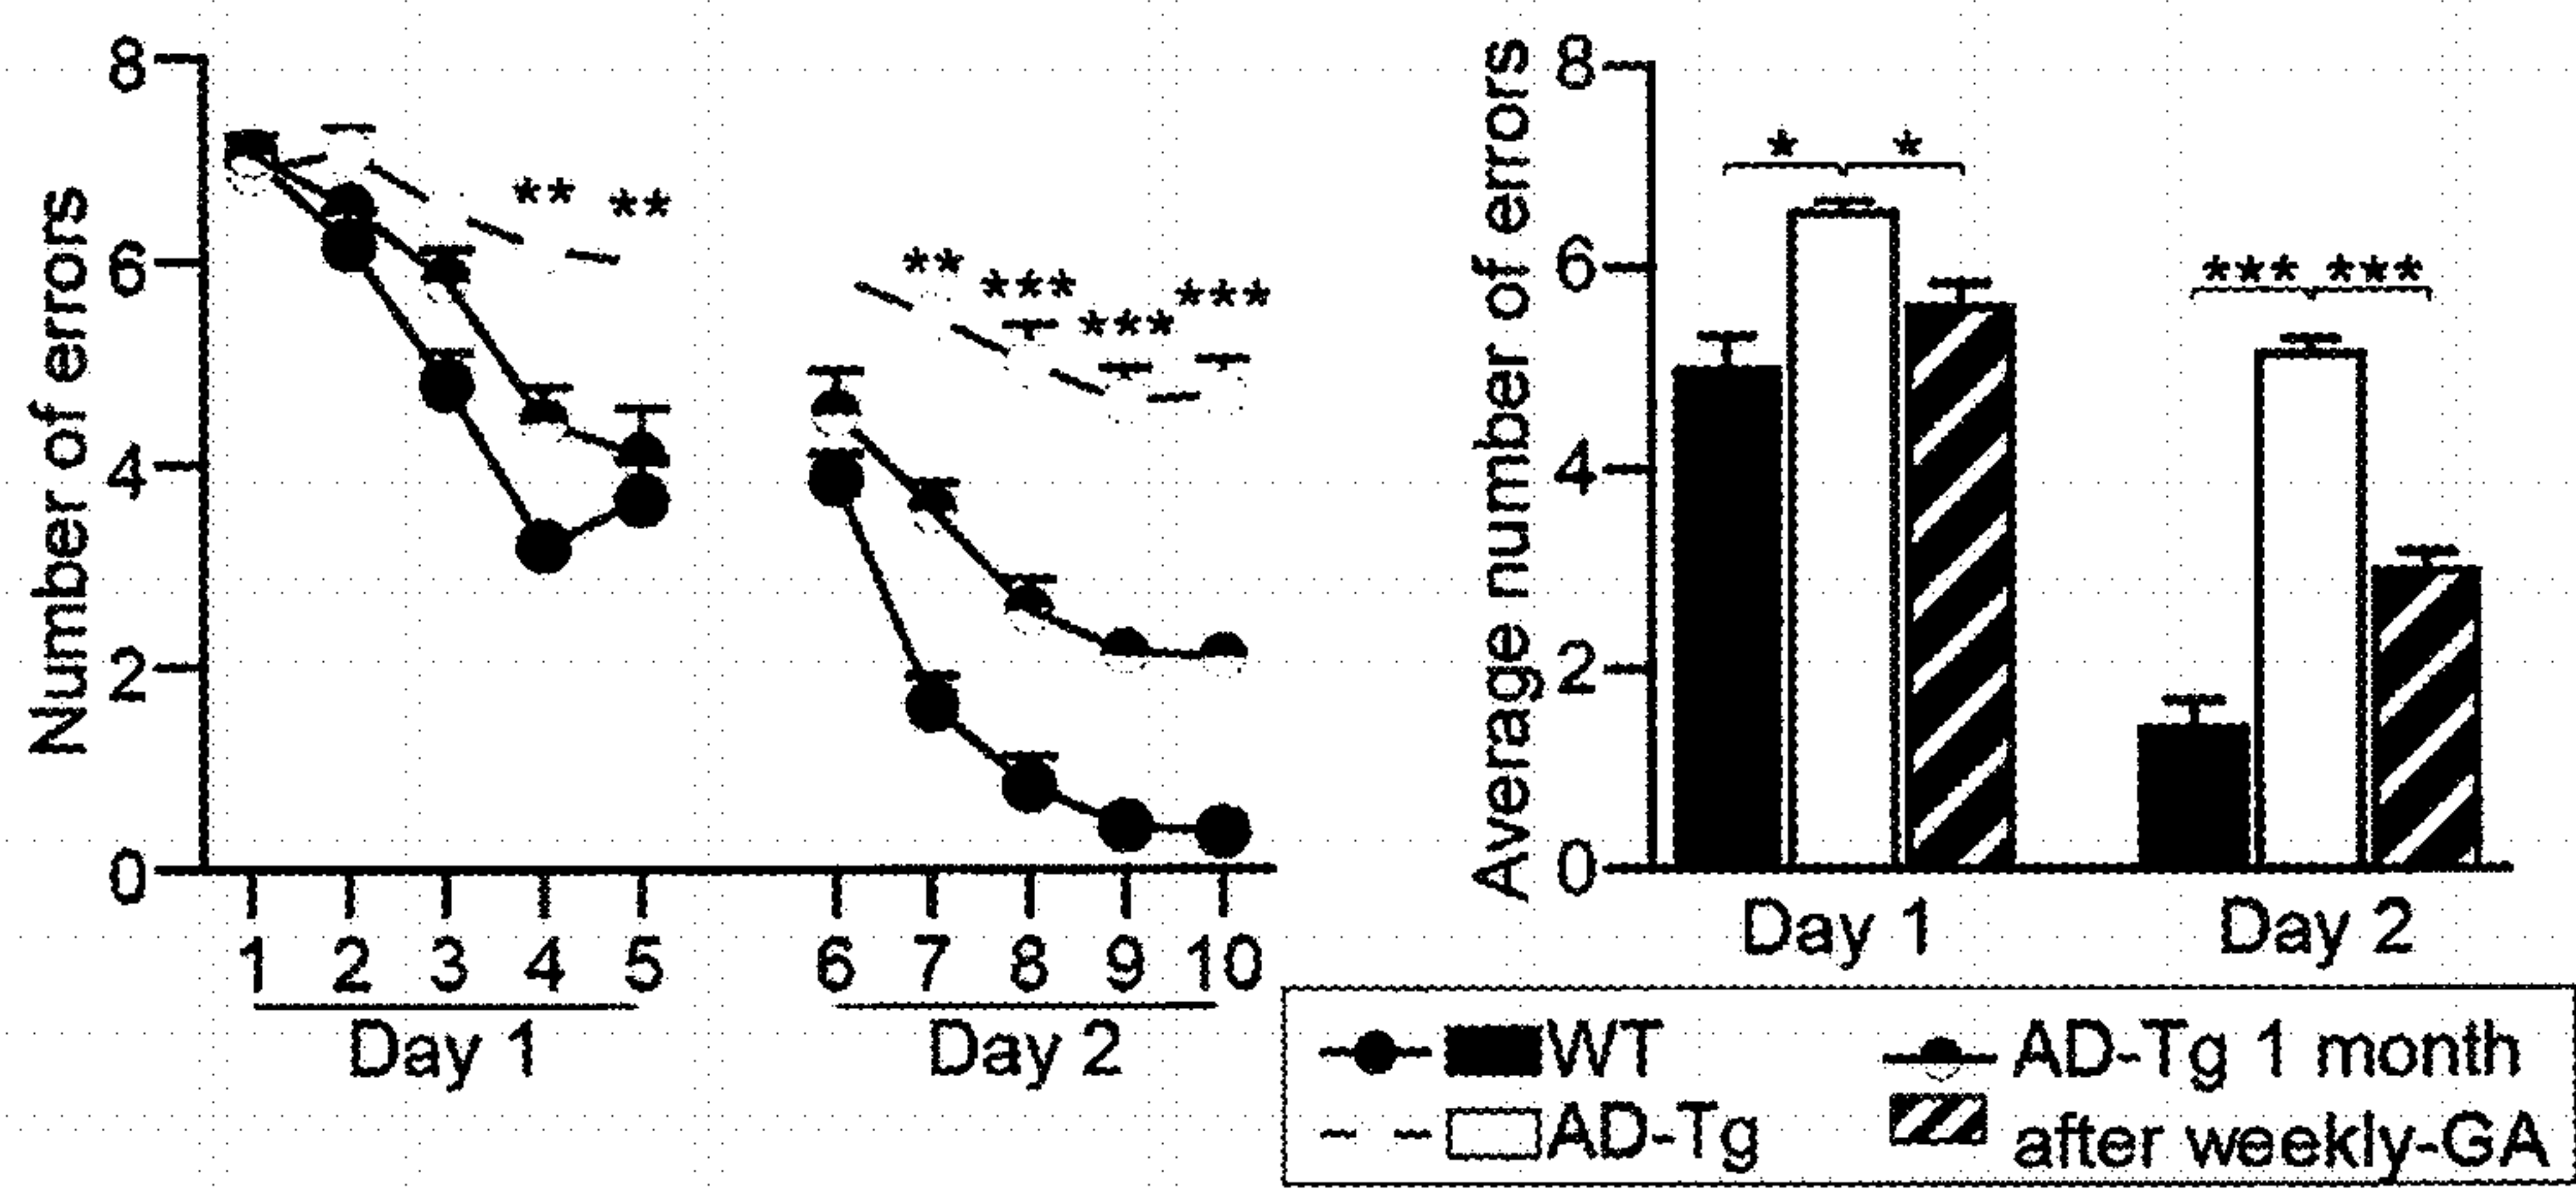 Number of errors
8
6
4
2
0
** **
** *** *** ***
1 2 3 4 5 6 7 8 9 10
Day 1 Day 2
Average number of errors
8
6
4
2
0
* *
*** ***
Day 1 Day 2
WT
AD-Tg
AD-Tg 1 month
after weekly-GA